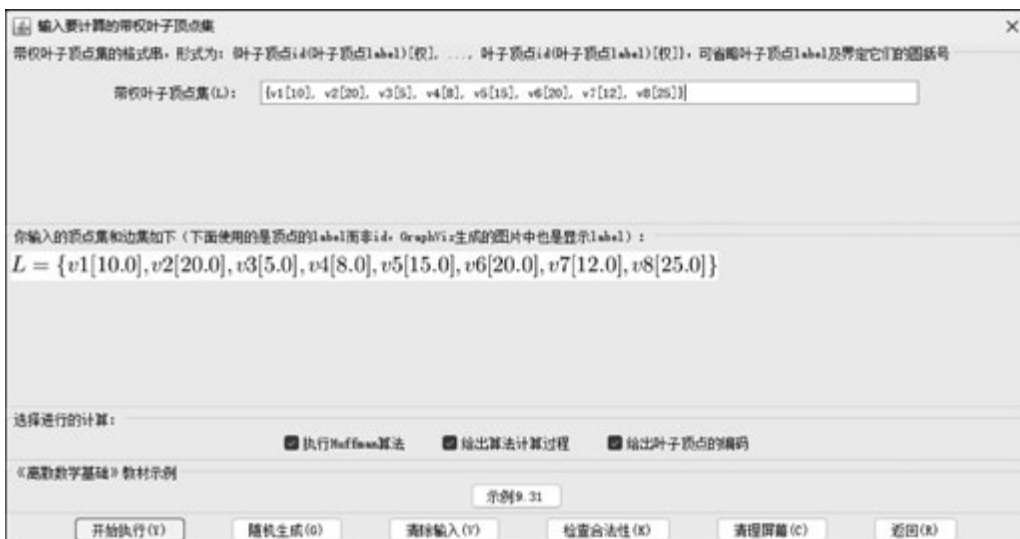 输入要计算的带权叶子顶点集
带权叶子顶点集的格式串，形式为：{叶子顶点id(叶子顶点label)[权], ..., 叶子顶点id(叶子顶点label)[权]}，可省略叶子顶点label及界定它们的圆括号
带权叶子顶点集(L): {v1[10], v2[20], v3[5], v4[8], v5[15], v6[20], v7[12], v8[25]}
你输入的顶点集和边集如下（下面使用的是顶点的label而非id，GraphViz生成的图片中也是显示label）:
L = {v1[10.0],v2[20.0],v3[5.0],v4[8.0],v5[15.0],v6[20.0],v7[12.0],v8[25.0]}
选择进行的计算:
执行Huffman算法 给出算法计算过程 给出叶子顶点的编码
《离散数学基础》教材示例
示例9.31
开始执行(Y) 随机生成(G) 清除输入(V) 检查合法性(K) 清理屏幕(C) 返回(R)